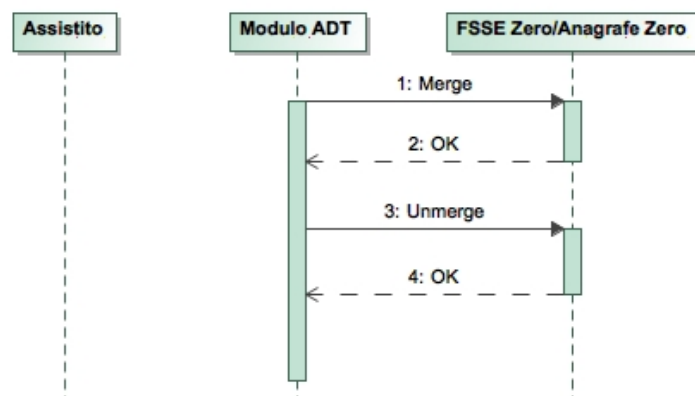 Assistito
Modulo ADT
FSSE Zero/Anagrafe Zero
1: Merge
2: OK
3: Unmerge
4: OK